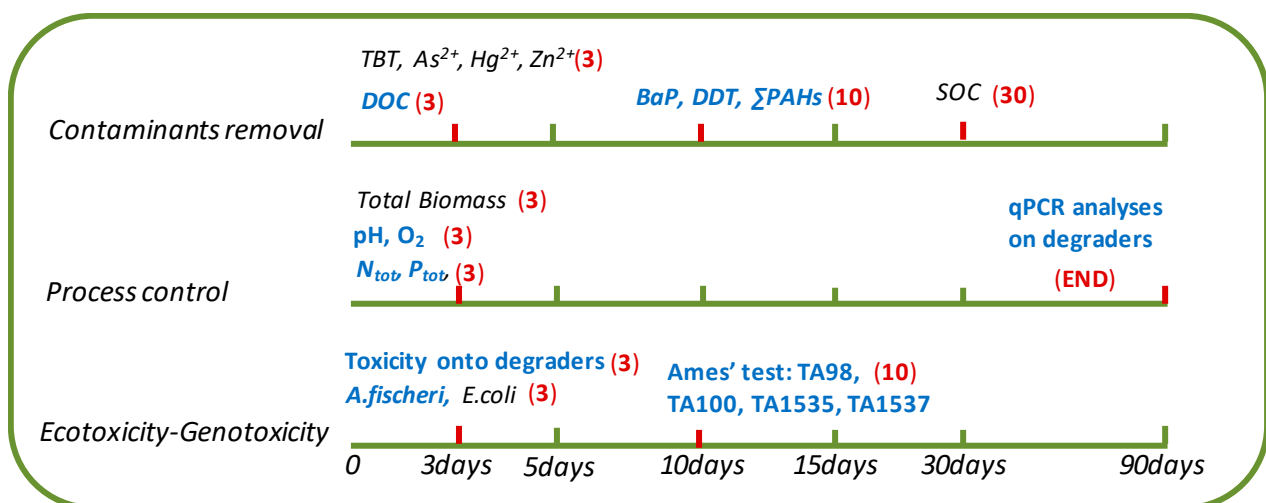 TBT, As²⁺, Hg²⁺, Zn²⁺(3)
DOC (3)
BaP, DDT, ∑PAHs (10)
SOC (30)
Contaminants removal
Total Biomass (3)
pH, O₂ (3)
Nₜₒₜ, Pₜₒₜ, (3)
qPCR analyses
on degraders
(END)
Process control
Toxicity onto degraders (3)
A.fischeri, E.coli (3)
Ames’ test: TA98, (10)
TA100, TA1535, TA1537
Ecotoxicity-Genotoxicity
0 3days 5days 10days 15days 30days 90days